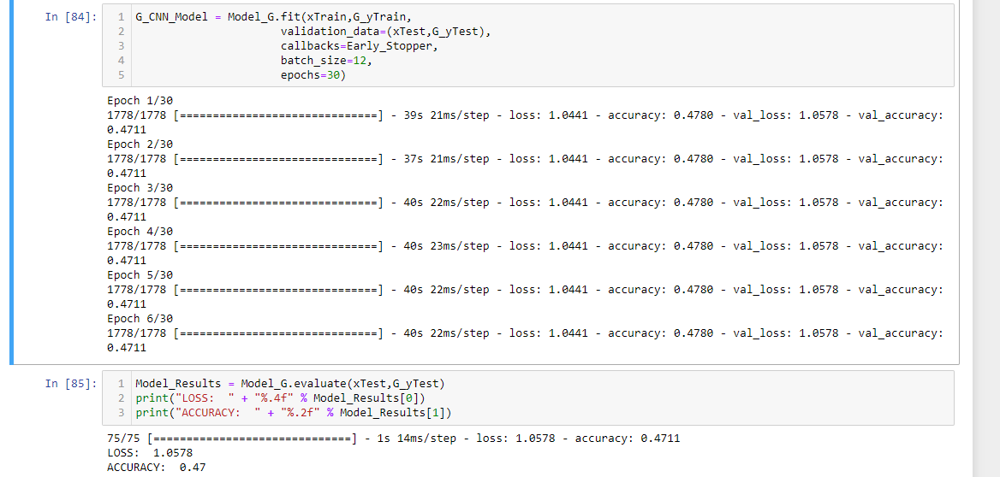 In [84]:
1 G_CNN_Model = Model_G.fit(xTrain,G_yTrain,
2 validation_data=(xTest,G_yTest),
3 callbacks=Early_Stopper,
4 batch_size=12,
5 epochs=30)
Epoch 1/30
1778/1778 [==============================] - 39s 21ms/step - loss: 1.0441 - accuracy: 0.4780 - val_loss: 1.0578 - val_accuracy:
0.4711
Epoch 2/30
1778/1778 [==============================] - 37s 21ms/step - loss: 1.0441 - accuracy: 0.4780 - val_loss: 1.0578 - val_accuracy:
0.4711
Epoch 3/30
1778/1778 [==============================] - 40s 22ms/step - loss: 1.0441 - accuracy: 0.4780 - val_loss: 1.0578 - val_accuracy:
0.4711
Epoch 4/30
1778/1778 [==============================] - 40s 23ms/step - loss: 1.0441 - accuracy: 0.4780 - val_loss: 1.0578 - val_accuracy:
0.4711
Epoch 5/30
1778/1778 [==============================] - 40s 22ms/step - loss: 1.0441 - accuracy: 0.4780 - val_loss: 1.0578 - val_accuracy:
0.4711
Epoch 6/30
1778/1778 [==============================] - 40s 22ms/step - loss: 1.0441 - accuracy: 0.4780 - val_loss: 1.0578 - val_accuracy:
0.4711
In [85]:
1 Model_Results = Model_G.evaluate(xTest,G_yTest)
2 print("LOSS:  " + "%.4f" % Model_Results[0])
3 print("ACCURACY:  " + "%.2f" % Model_Results[1])
75/75 [==============================] - 1s 14ms/step - loss: 1.0578 - accuracy: 0.4711
LOSS:  1.0578
ACCURACY:  0.47